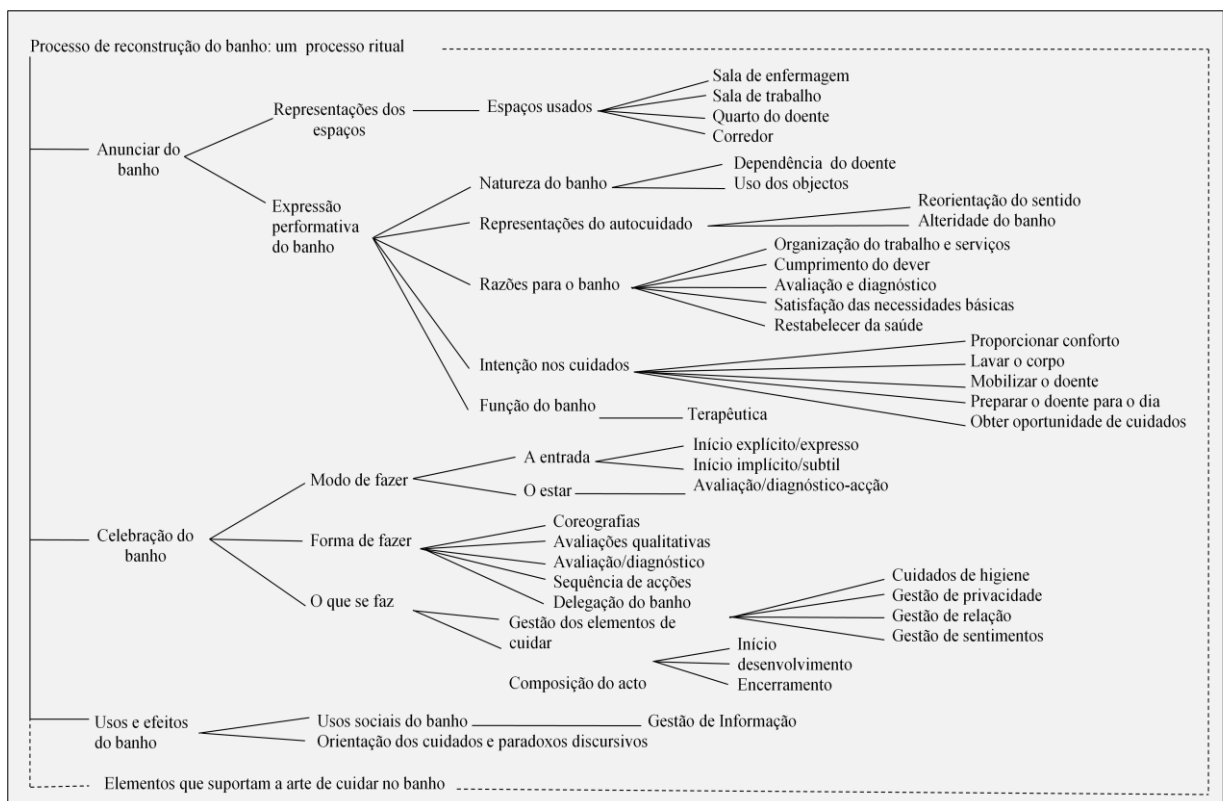 Processo de reconstrução do banho: um processo ritual
Anunciar do
banho
Representações dos
espaços
Espaços usados
Sala de enfermagem
Sala de trabalho
Quarto do doente
Corredor
Expressão
performativa
do banho
Natureza do banho
Dependência do doente
Uso dos objectos
Representações do autocuidado
Reorientação do sentido
Alteridade do banho
Razões para o banho
Organização do trabalho e serviços
Cumprimento do dever
Avaliação e diagnóstico
Satisfação das necessidades básicas
Restabelecer da saúde
Intenção nos cuidados
Proporcionar conforto
Lavar o corpo
Mobilizar o doente
Preparar o doente para o dia
Obter oportunidade de cuidados
Função do banho
Terapêutica
Celebração do
banho
Modo de fazer
A entrada
Início explícito/expresso
Início implícito/subtil
O estar
Avaliação/diagnóstico-acção
Forma de fazer
Coreografias
Avaliações qualitativas
Avaliação/diagnóstico
Sequência de acções
Delegação do banho
O que se faz
Gestão dos elementos de
cuidar
Cuidados de higiene
Gestão de privacidade
Gestão de relação
Gestão de sentimentos
Composição do acto
Início
desenvolvimento
Encerramento
Usos e efeitos
do banho
Usos sociais do banho
Gestão de Informação
Orientação dos cuidados e paradoxos discursivos
Elementos que suportam a arte de cuidar no banho